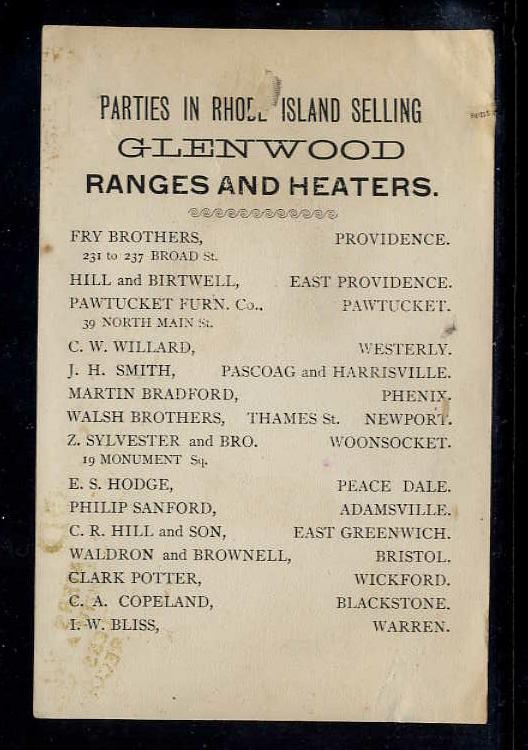 PARTIES IN RHODE ISLAND SELLING
GLENWOOD
RANGES AND HEATERS.
FRY BROTHERS, PROVIDENCE.
231 to 237 BROAD St.
HILL and BIRTWELL, EAST PROVIDENCE.
PAWTUCKET FURN. Co., PAWTUCKET.
39 NORTH MAIN St.
C. W. WILLARD, WESTERLY.
J. H. SMITH, PASCOAG and HARRISVILLE.
MARTIN BRADFORD, PHENIX.
WALSH BROTHERS, THAMES St. NEWPORT.
Z. SYLVESTER and BRO. WOONSOCKET.
19 MONUMENT Sq.
E. S. HODGE, PEACE DALE.
PHILIP SANFORD, ADAMSVILLE.
C. R. HILL and SON, EAST GREENWICH.
WALDRON and BROWNELL, BRISTOL.
CLARK POTTER, WICKFORD.
C. A. COPELAND, BLACKSTONE.
I. W. BLISS, WARREN.